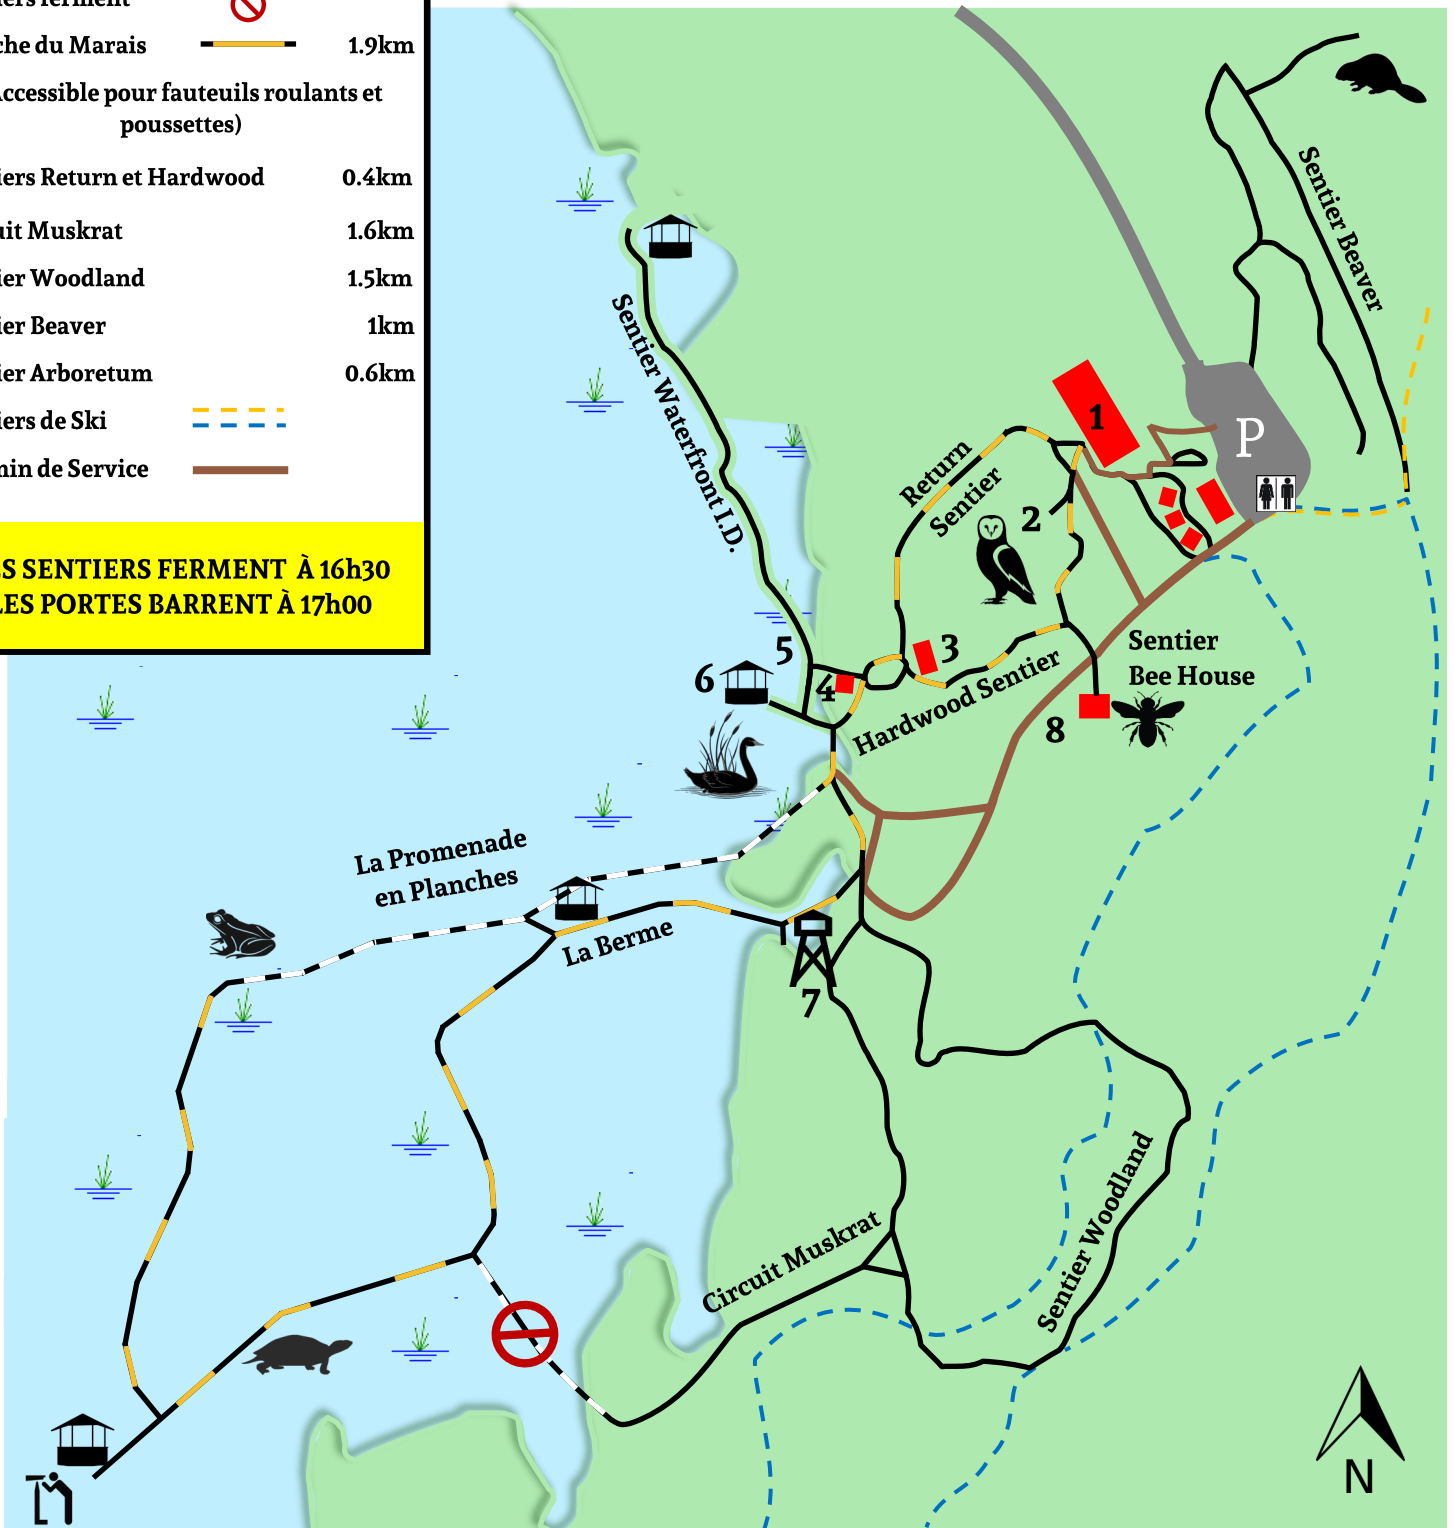 iers ferment
che du Marais 1.9km
Accessible pour fauteuils roulants et
poussettes)
iers Return et Hardwood 0.4km
uit Muskrat 1.6km
ier Woodland 1.5km
ier Beaver 1km
ier Arboretum 0.6km
iers de Ski
min de Service
ES SENTIERS FERMENT À 16h30
LES PORTES BARRENT À 17h00
Sentier Beaver
Sentier Waterfront I.D.
P
1
Return
Sentier
2
3
4
5
6
Hardwood Sentier
Sentier
Bee House
8
La Promenade
en Planches
La Berme
7
Circuit Muskrat
Sentier Woodland
N